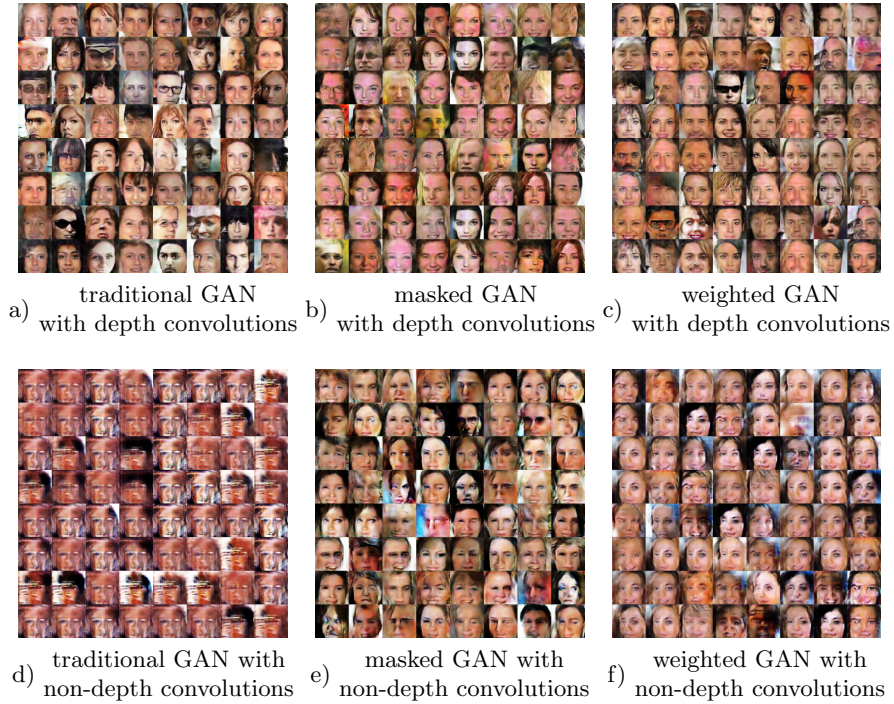 a) traditional GAN
with depth convolutions
b) masked GAN
with depth convolutions
c) weighted GAN
with depth convolutions
d) traditional GAN with
non-depth convolutions
e) masked GAN with
non-depth convolutions
f) weighted GAN with
non-depth convolutions